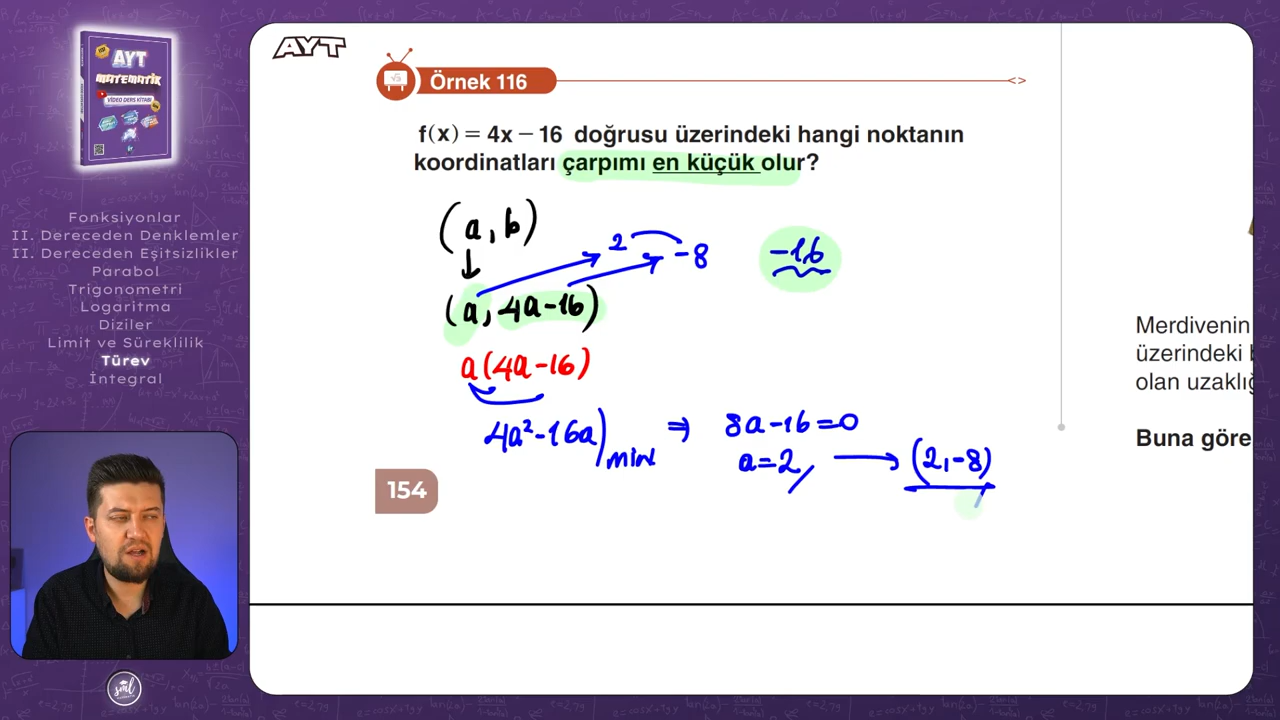 AYT
MATEMATİK
VİDEO DERS KİTABI
Fonksiyonlar
II. Dereceden Denklemler
II. Dereceden Eşitsizlikler
Parabol
Trigonometri
Logaritma
Diziler
Limit ve Süreklilik
Türev
İntegral
sml
AYT
Örnek 116
<>
f(x) = 4x − 16 doğrusu üzerindeki hangi noktanın
koordinatları çarpımı en küçük olur?
(a, b)
2 -8
-16
(a, 4a-16)
a(4a-16)
4a²-16a) min ⇒ 8a-16=0
a=2 → (2,-8)
154
Merdivenin
üzerindeki
olan uzaklığ
Buna göre